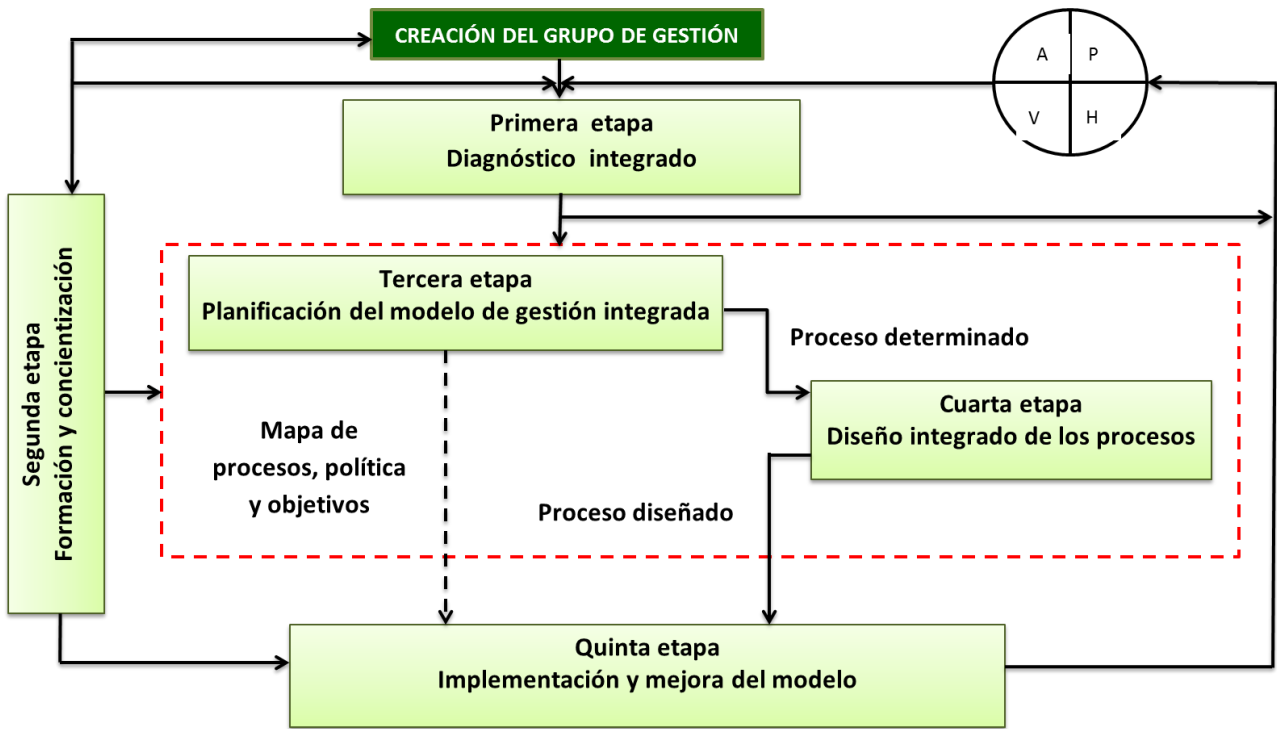 CREACIÓN DEL GRUPO DE GESTIÓN
A P
V H
Primera etapa
Diagnóstico integrado
Segunda etapa
Formación y concientización
Tercera etapa
Planificación del modelo de gestión integrada
Proceso determinado
Cuarta etapa
Diseño integrado de los procesos
Mapa de
procesos, política
y objetivos
Proceso diseñado
Quinta etapa
Implementación y mejora del modelo